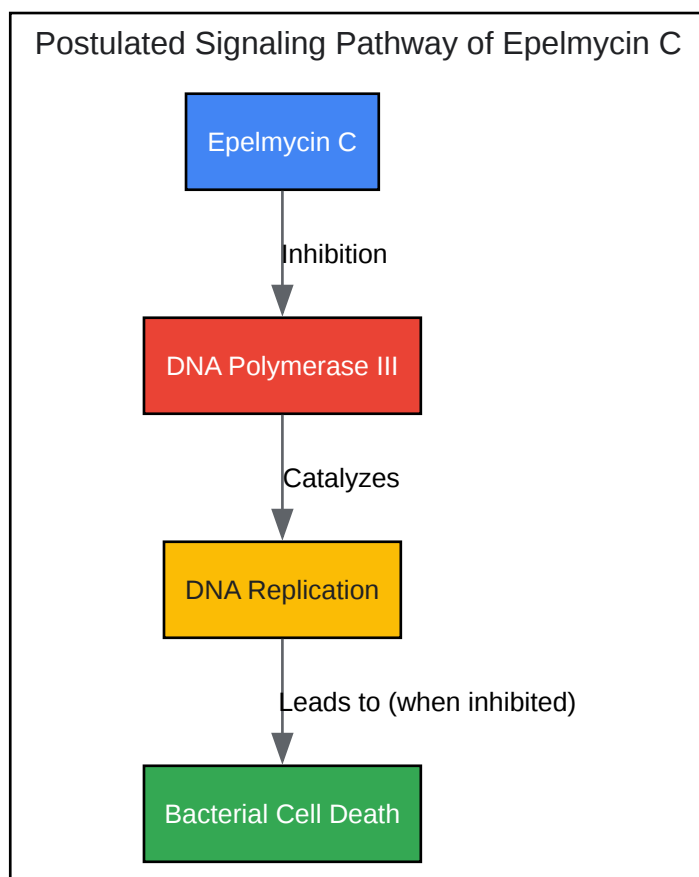 Postulated Signaling Pathway of Epelmycin C
Epelmycin C
Inhibition
DNA Polymerase III
Catalyzes
DNA Replication
Leads to (when inhibited)
Bacterial Cell Death